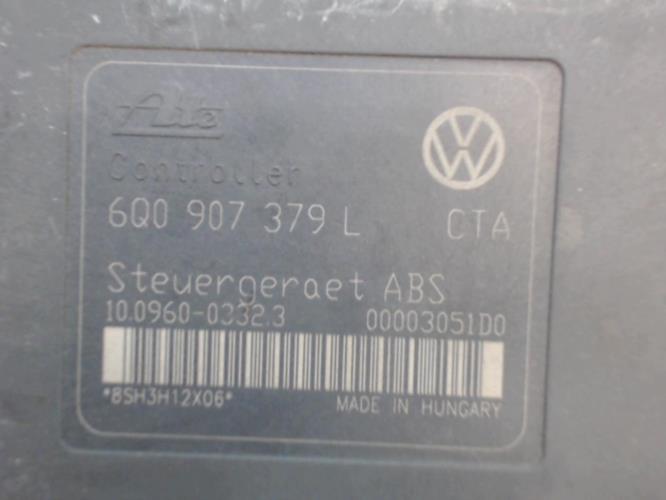 Ate
Controller
6Q0 907 379 L CTA
Steuergeraet ABS
10.0960-0332.3 00003051D0
*8SH3H12X06* MADE IN HUNGARY